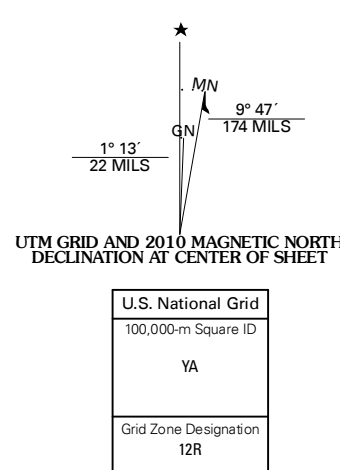 MN
9° 47´
174 MILS
GN
1° 13´
22 MILS
UTM GRID AND 2010 MAGNETIC NORTH
DECLINATION AT CENTER OF SHEET
U.S. National Grid
100,000-m Square ID
YA
Grid Zone Designation
12R